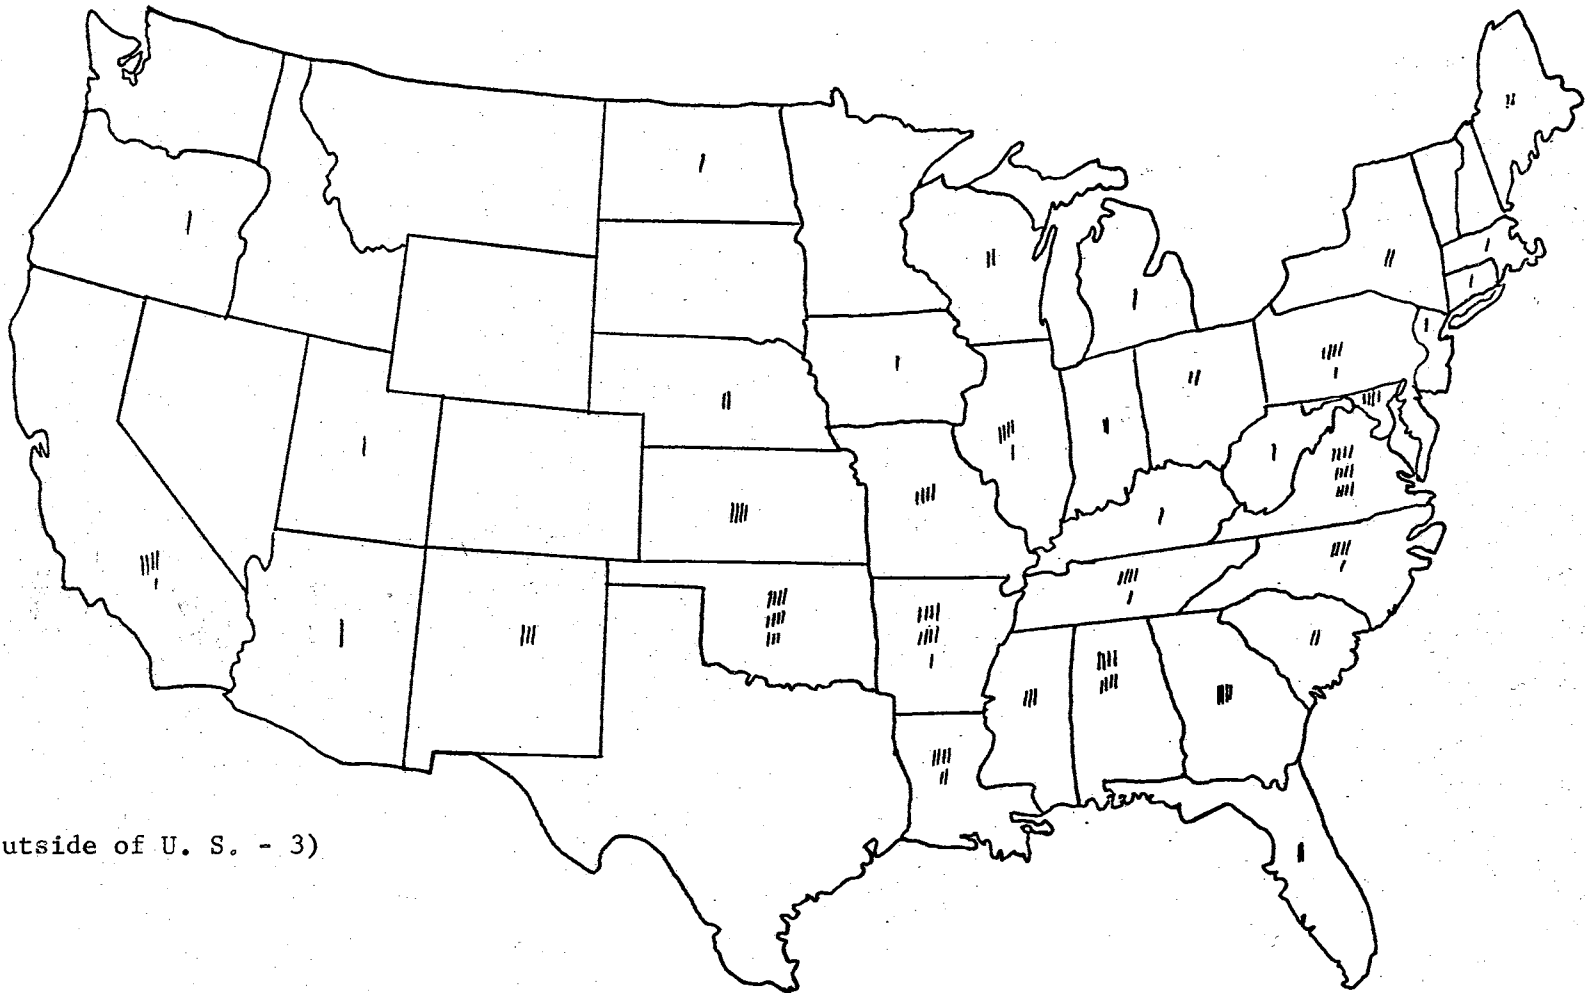 utside of U. S. - 3)